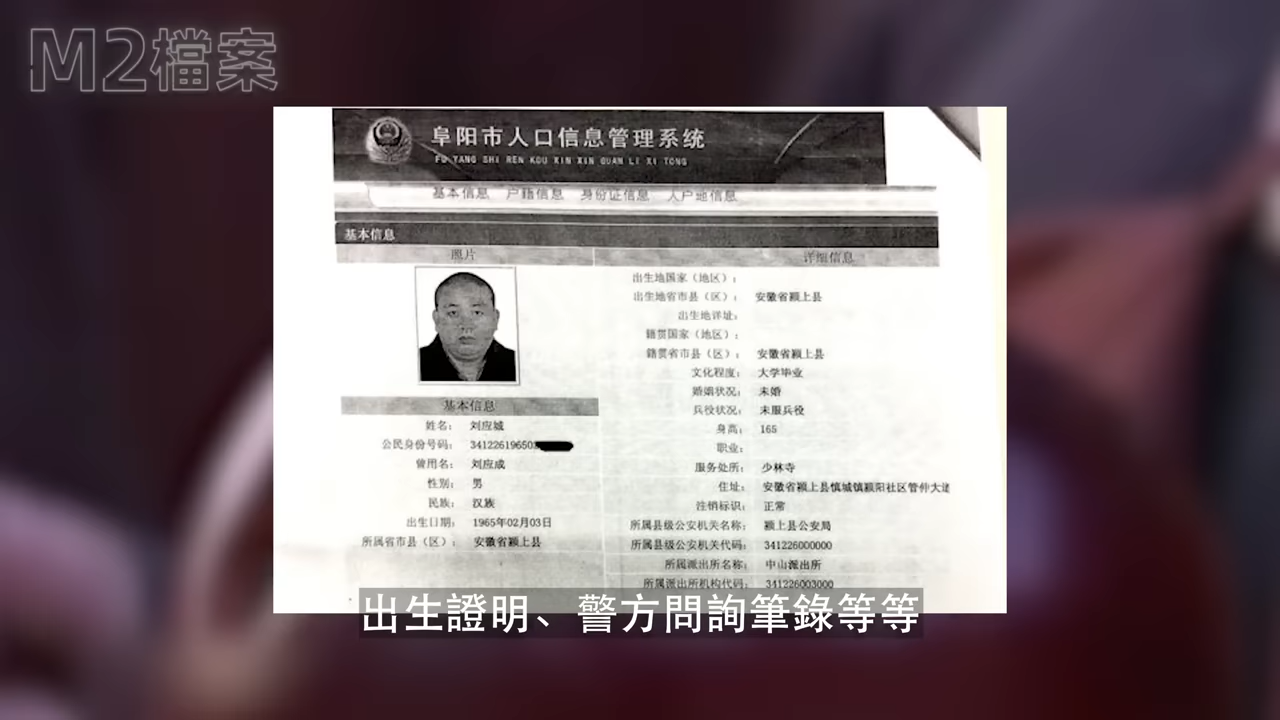 M2檔案
阜阳市人口信息管理系统
FU YANG SHI REN KOU XIN XIN GUAN LI XI TONG
基本信息 户籍信息 身份证信息 人户地信息
基本信息
照片
详细信息
出生地国家（地区）：
出生地省市县（区）： 安徽省颍上县
出生地详址：
籍贯国家（地区）：
籍贯省市县（区）： 安徽省颍上县
文化程度： 大学毕业
婚姻状况： 未婚
兵役状况： 未服兵役
身高： 165
职业：
服务处所： 少林寺
住址： 安徽省颍上县慎城镇颍阳社区管仲大道
注销标识： 正常
所属县级公安机关名称： 颍上县公安局
所属县级公安机关代码： 341226000000
所属派出所名称： 中山派出所
所属派出所机构代码： 341226003000
基本信息
姓名： 刘应城
公民身份号码： 34122619650
曾用名： 刘应成
性别： 男
民族： 汉族
出生日期： 1965年02月03日
所属省市县（区）： 安徽省颍上县
出生證明、警方問詢筆錄等等